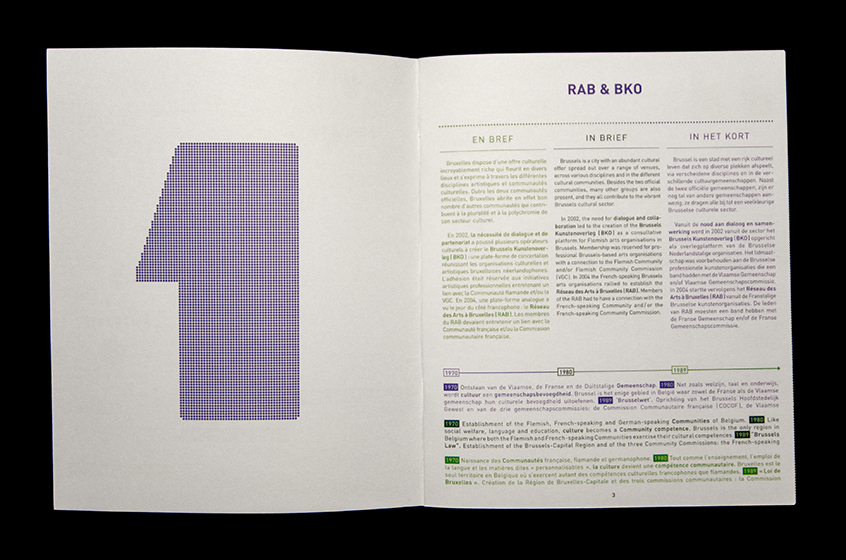 1
RAB & BKO
EN BREF
Bruxelles dispose d'une offre culturelle
incroyablement riche qui fleurit en divers
lieux et s'exprime à travers les différentes
disciplines artistiques et communautés
culturelles. Outre les deux communautés
officielles, Bruxelles abrite en effet bon
nombre d'autres communautés qui contri-
buent à la pluralité et à la polychromie de
son secteur culturel.
En 2002, la nécessité de dialogue et de
partenariat a poussé plusieurs opérateurs
culturels à créer le Brussels Kunstenover-
leg (BKO) : une plate-forme de concertation
réunissant les organisations culturelles et
artistiques bruxelloises néerlandophones.
L'adhésion était réservée aux initiatives
artistiques professionnelles entretenant un
lien avec la Communauté flamande et/ou la
VGC. En 2004, une plate-forme analogue a
vu le jour du côté francophone : le Réseau
des Arts à Bruxelles (RAB). Les membres
du RAB devaient entretenir un lien avec la
Communauté française et/ou la Commission
communautaire française.
IN BRIEF
Brussels is a city with an abundant cultural
offer spread out over a range of venues,
across various disciplines and in the different
cultural communities. Besides the two official
communities, many other groups are also
present, and they all contribute to the vibrant
Brussels cultural sector.
In 2002, the need for dialogue and colla-
boration led to the creation of the Brussels
Kunstenoverleg (BKO) as a consultative
platform for Flemish arts organisations in
Brussels. Membership was reserved for pro-
fessional Brussels-based arts organisations
with a connection to the Flemish Community
and/or Flemish Community Commission
(VGC). In 2004 the French-speaking Brussels
arts organisations rallied to establish the
Réseau des Arts à Bruxelles (RAB). Members
of the RAB had to have a connection with the
French-speaking Community and/or the
French-speaking Community Commission.
IN HET KORT
Brussel is een stad met een rijk cultureel
leven dat zich op diverse plekken afspeelt,
via verscheidene disciplines en in de ver-
schillende cultuurgemeenschappen. Naast
de twee officiële gemeenschappen, zijn er
nog tal van andere gemeenschappen aan-
wezig, ze dragen alle bij tot een veelkleurige
Brusselse culturele sector.
Vanuit de nood aan dialoog en samen-
werking werd in 2002 vanuit de sector het
Brussels Kunstenoverleg (BKO) opgericht
als overlegplatform van de Brusselse
Nederlandstalige organisaties. Het lidmaat-
schap was voorbehouden aan de Brusselse
professionele kunstenorganisaties die een
band hadden met de Vlaamse Gemeenschap
en/of Vlaamse Gemeenschapscommissie.
In 2004 startte vervolgens het Réseau des
Arts à Bruxelles (RAB) vanuit de Franstalige
Brusselse kunstenorganisaties. De leden
van RAB moesten een band hebben met
de Franse Gemeenschap en/of de Franse
Gemeenschapscommissie.
1970 1980 1989
1970 Ontstaan van de Vlaamse, de Franse en de Duitstalige Gemeenschap. 1980 Net zoals welzijn, taal en onderwijs,
wordt cultuur een gemeenschapsbevoegdheid. Brussel is het enige gebied in België waar zowel de Franse als de Vlaamse
gemeenschap hun culturele bevoegdheid uitoefenen. 1989 'Brusselwet'. Oprichting van het Brussels Hoofdstedelijk
Gewest en van de drie gemeenschapscommissies: de Commission Communautaire française (COCOF), de Vlaamse
1970 Establishment of the Flemish, French-speaking and German-speaking Communities of Belgium. 1980 Like
social welfare, language and education, culture becomes a Community competence. Brussels is the only region in
Belgium where both the Flemish and French-speaking Communities exercise their cultural competences. 1989 "Brussels
Law". Establishment of the Brussels-Capital Region and of the three Community Commissions: the French-speaking
1970 Naissance des Communautés française, flamande et germanophone. 1980 Tout comme l'enseignement, l'emploi de
la langue et les matières dites « personnalisables », la culture devient une compétence communautaire. Bruxelles est le
seul territoire en Belgique où s'exercent autant des compétences culturelles francophones que flamandes. 1989 « Loi de
Bruxelles ». Création de la Région de Bruxelles-Capitale et des trois commissions communautaires : la Commission
3